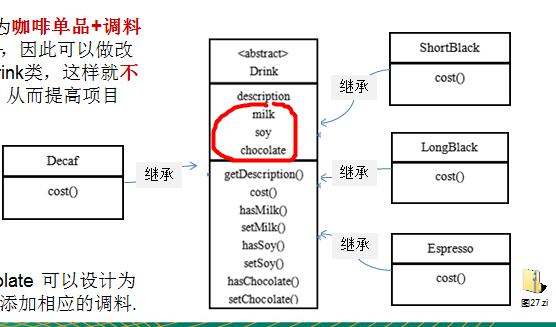 为咖啡单品+调料
，因此可以做改
rink类，这样就不
从而提高项目
<abstract>
Drink
description
milk
soy
chocolate
getDescription()
cost()
hasMilk()
setMilk()
hasSoy()
setSoy()
hasChocolate()
setChocolate()
ShortBlack
cost()
继承
LongBlack
cost()
继承
Espresso
cost()
继承
Decaf
cost()
继承
olate 可以设计为
添加相应的调料.
图27.zi